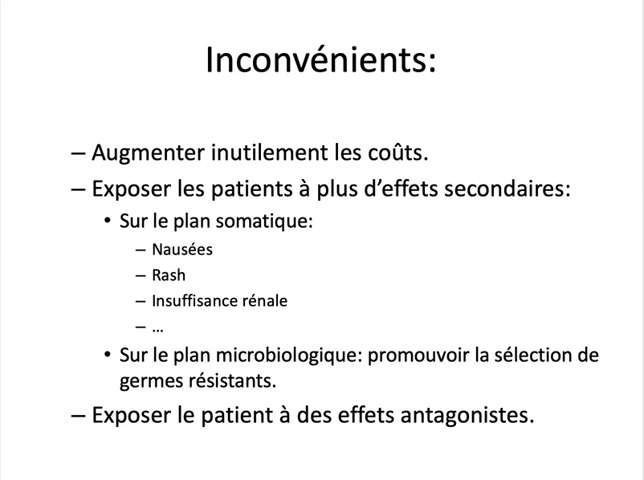 Inconvénients:
– Augmenter inutilement les coûts.
– Exposer les patients à plus d’effets secondaires:
• Sur le plan somatique:
– Nausées
– Rash
– Insuffisance rénale
– …
• Sur le plan microbiologique: promouvoir la sélection de
germes résistants.
– Exposer le patient à des effets antagonistes.